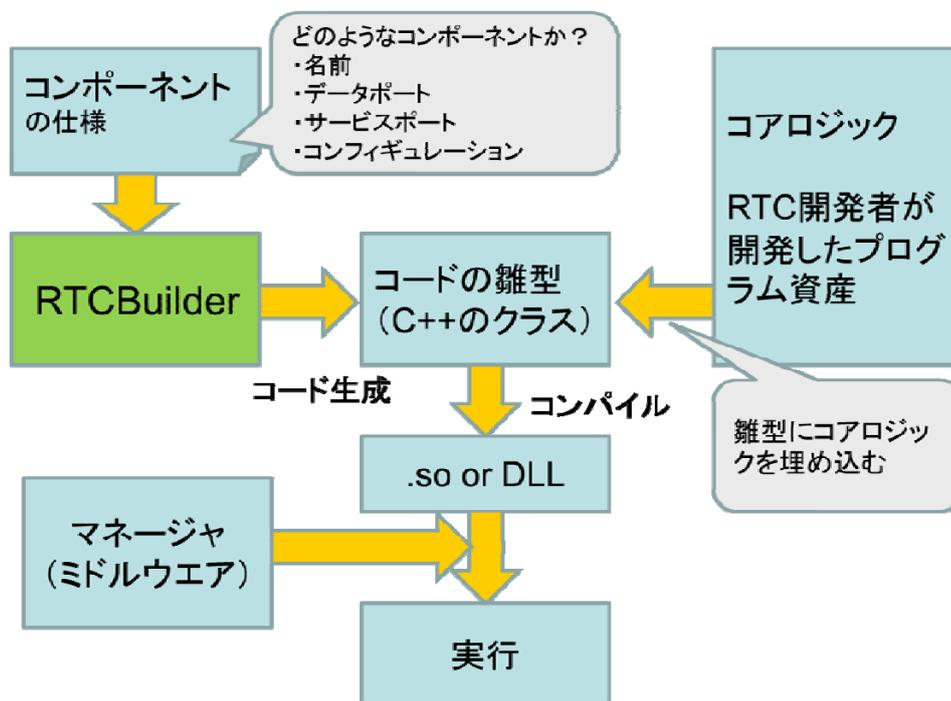 コンポーネント
の仕様
どのようなコンポーネントか？
・名前
・データポート
・サービスポート
・コンフィギュレーション
コアロジック
RTC開発者が
開発したプログ
ラム資産
RTCBuilder
コードの雛型
（C++のクラス）
コード生成
コンパイル
雛型にコアロジッ
クを埋め込む
.so or DLL
マネージャ
（ミドルウエア）
実行